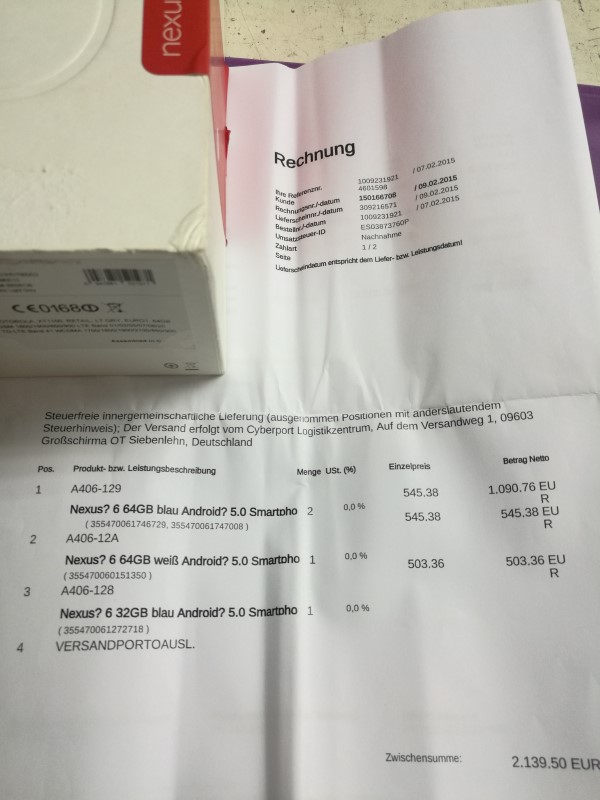 nexu
CE0168
Rechnung
Ihre Referenznr. 1009231921 / 07.02.2015
Kunde 4601598
Rechnungsnr./-datum 150166708 / 09.02.2015
Lieferscheinnr./-datum 309216571 / 09.02.2015
Bestellnr./-datum 1009231921 / 07.02.2015
Umsatzsteuer-ID ES03873760P
Zahlart Nachnahme
Seite 1 / 2
Lieferscheindatum entspricht dem Liefer- bzw. Leistungsdatum!
Steuerfreie innergemeinschaftliche Lieferung (ausgenommen Positionen mit anderslautendem
Steuerhinweis); Der Versand erfolgt vom Cyberport Logistikzentrum, Auf dem Versandweg 1, 09603
Großschirma OT Siebenlehn, Deutschland
Pos. Produkt- bzw. Leistungsbeschreibung Menge USt. (%) Einzelpreis Betrag Netto
1 A406-129 545.38 1.090.76 EU
R
Nexus? 6 64GB blau Android? 5.0 Smartpho 2 0,0 % 545.38 545.38 EU
R
( 355470061746729, 355470061747008 )
2 A406-12A
Nexus? 6 64GB weiß Android? 5.0 Smartpho 1 0,0 % 503.36 503.36 EU
R
( 355470060151350 )
3 A406-128
Nexus? 6 32GB blau Android? 5.0 Smartpho 1 0,0 %
( 355470061272718 )
4 VERSANDPORTOAUSL.
Zwischensumme: 2.139.50 EUR